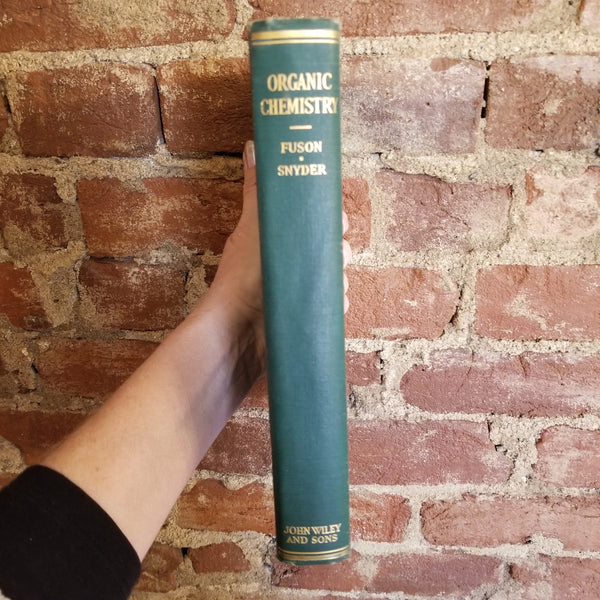 ORGANIC
CHEMISTRY
FUSON
•
SNYDER
JOHN WILEY
AND SONS